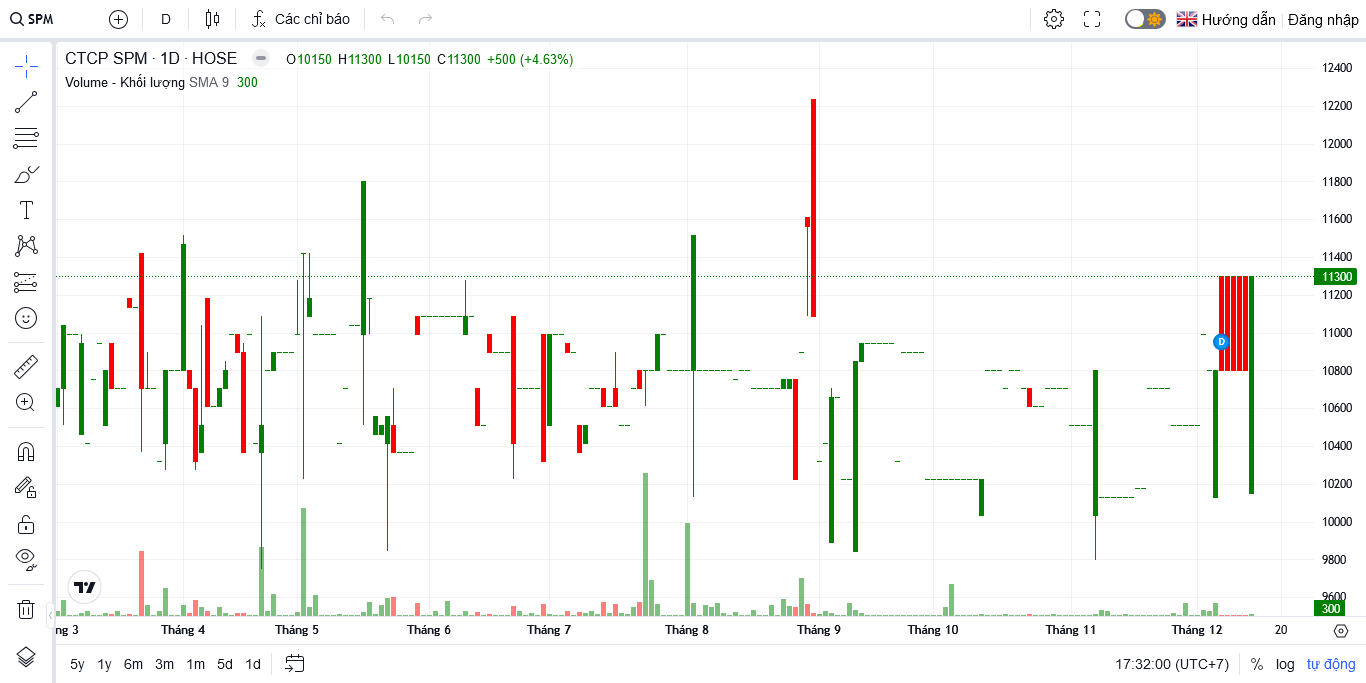 SPM D Các chỉ báo Hướng dẫn Đăng nhập
CTCP SPM · 1D · HOSE O10150 H11300 L10150 C11300 +500 (+4.63%)
Volume - Khối lượng SMA 9 300
12400
12200
12000
11800
11600
11400
11300
11200
11000
D
10800
10600
10400
10200
10000
9800
9600
300
ng 3 Tháng 4 Tháng 5 Tháng 6 Tháng 7 Tháng 8 Tháng 9 Tháng 10 Tháng 11 Tháng 12 20
5y 1y 6m 3m 1m 5d 1d 17:32:00 (UTC+7) % log tự động